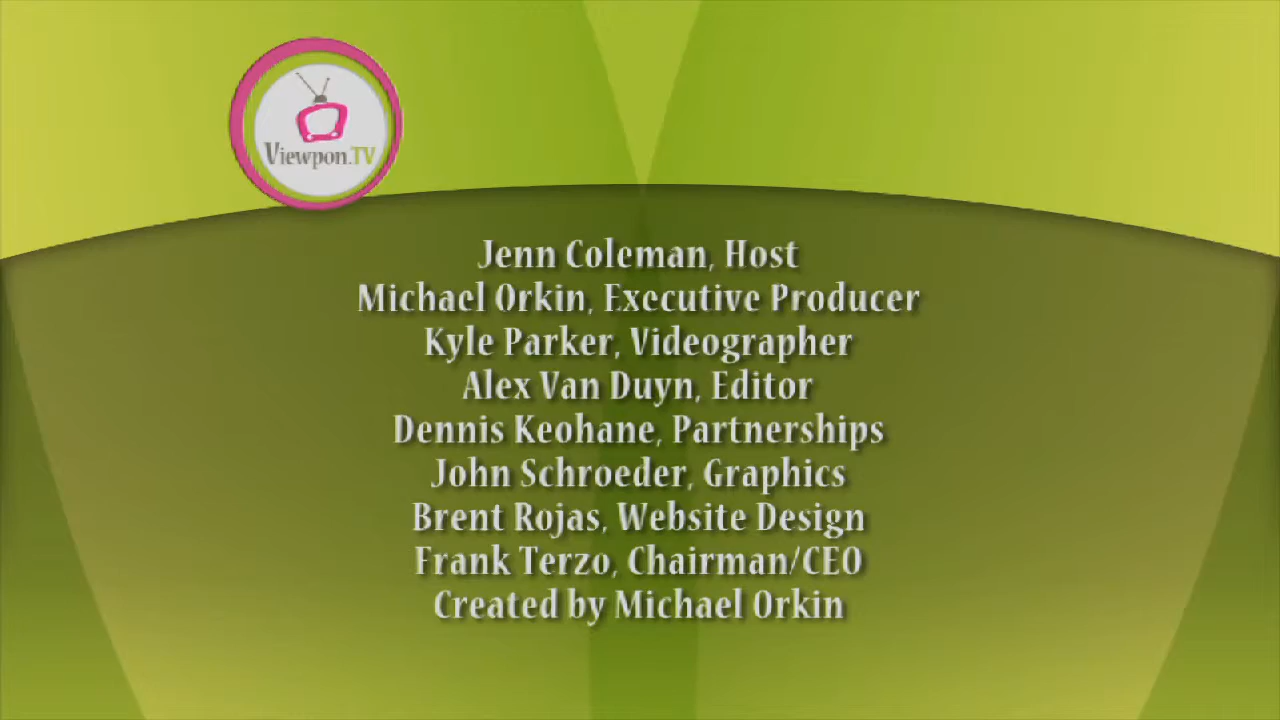 Viewpon.TV
Jenn Coleman, Host
Michael Orkin, Executive Producer
Kyle Parker, Videographer
Alex Van Duyn, Editor
Dennis Keohane, Partnerships
John Schroeder, Graphics
Brent Rojas, Website Design
Frank Terzo, Chairman/CEO
Created by Michael Orkin